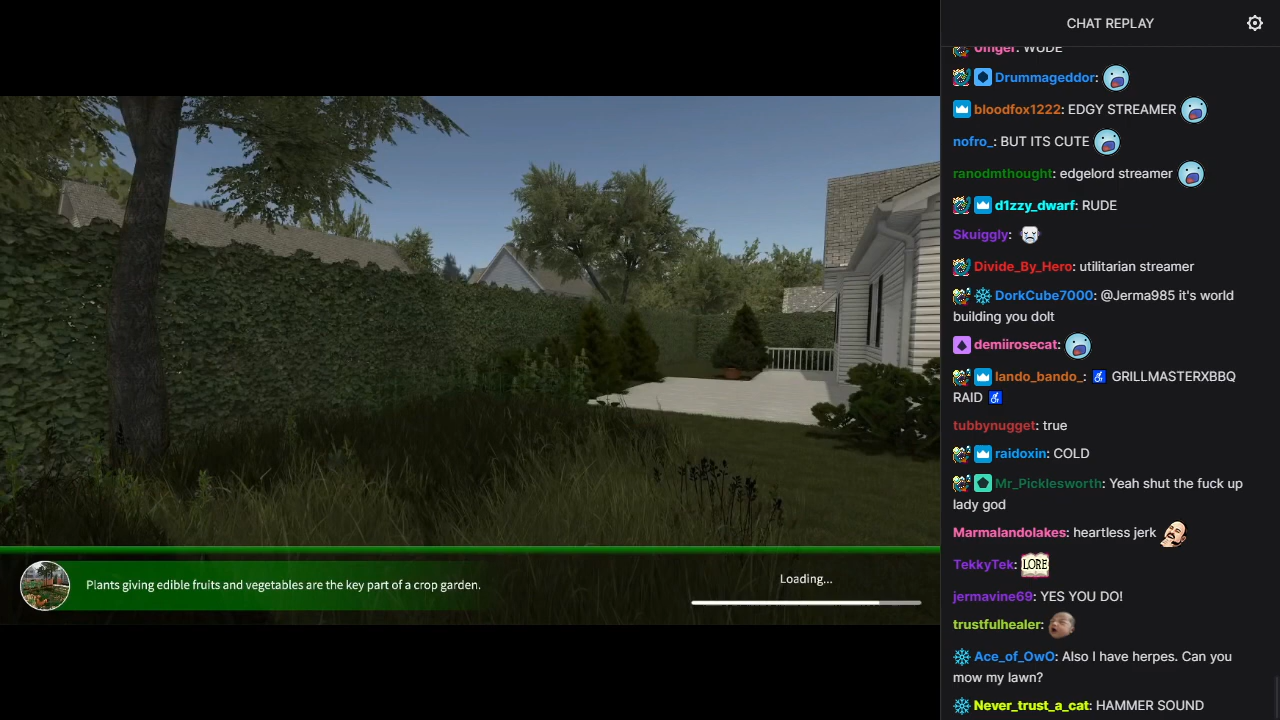 CHAT REPLAY
omger: WUDE
Drummageddor:
bloodfox1222: EDGY STREAMER
nofro_: BUT ITS CUTE
ranodmthought: edgelord streamer
d1zzy_dwarf: RUDE
Skuiggly:
Divide_By_Hero: utilitarian streamer
DorkCube7000: @Jerma985 it's world
building you dolt
demiirosecat:
lando_bando_: GRILLMASTERXBBQ
RAID
tubbynugget: true
raidoxin: COLD
Mr_Picklesworth: Yeah shut the fuck up
lady god
Marmalandolakes: heartless jerk
TekkyTek: LORE
jermavine69: YES YOU DO!
trustfulhealer:
Ace_of_OwO: Also I have herpes. Can you
mow my lawn?
Never_trust_a_cat: HAMMER SOUND
Plants giving edible fruits and vegetables are the key part of a crop garden.
Loading...